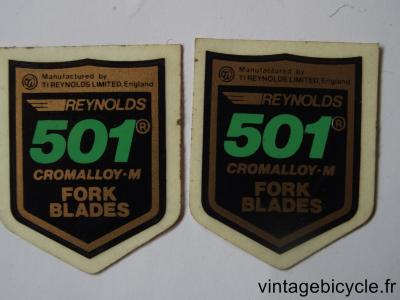 Manufactured by
TI REYNOLDS LIMITED, England
REYNOLDS
501®
CROMALLOY-M
FORK
BLADES
Manufactured by
TI REYNOLDS LIMITED, England
REYNOLDS
501®
CROMALLOY-M
FORK
BLADES
vintagebicycle.fr